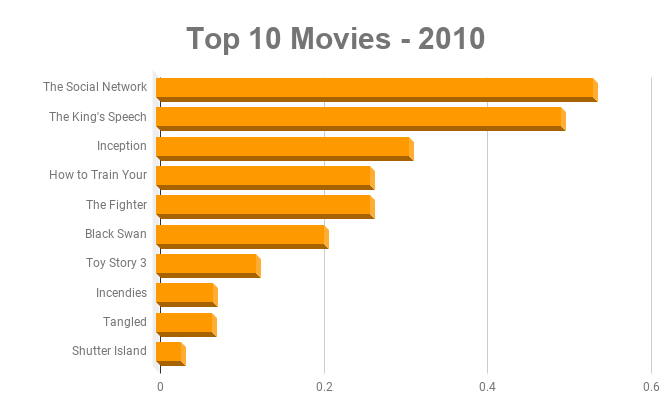 Top 10 Movies - 2010
The Social Network
The King's Speech
Inception
How to Train Your
The Fighter
Black Swan
Toy Story 3
Incendies
Tangled
Shutter Island
0 0.2 0.4 0.6